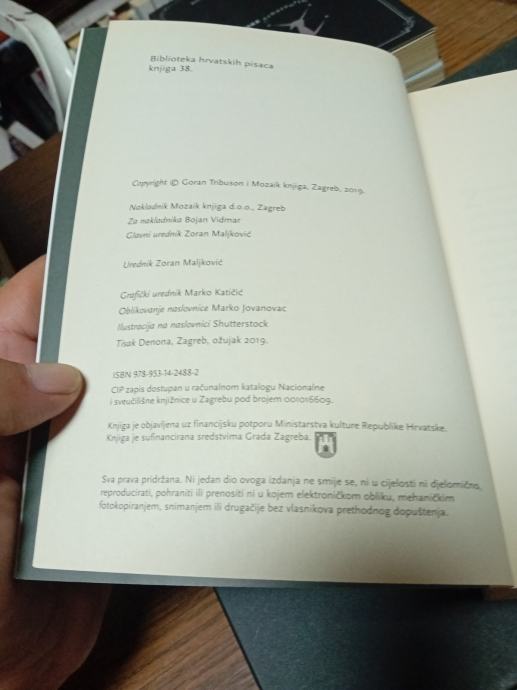 Biblioteka hrvatskih pisaca
knjiga 38.
Copyright © Goran Tribuson i Mozaik knjiga, Zagreb, 2019.
Nakladnik Mozaik knjiga d.o.o., Zagreb
Za nakladnika Bojan Vidmar
Glavni urednik Zoran Maljković
Urednik Zoran Maljković
Grafički urednik Marko Katičić
Oblikovanje naslovnice Marko Jovanovac
Ilustracija na naslovnici Shutterstock
Tisak Denona, Zagreb, ožujak 2019.
ISBN 978-953-14-2488-2
CIP zapis dostupan u računalnom katalogu Nacionalne
i sveučilišne knjižnice u Zagrebu pod brojem 001016609.
Knjiga je objavljena uz financijsku potporu Ministarstva kulture Republike Hrvatske.
Knjiga je sufinancirana sredstvima Grada Zagreba.
Sva prava pridržana. Ni jedan dio ovoga izdanja ne smije se, ni u cijelosti ni djelomično,
reproducirati, pohraniti ili prenositi ni u kojem elektroničkom obliku, mehaničkim
fotokopiranjem, snimanjem ili drugačije bez vlasnikova prethodnog dopuštenja.